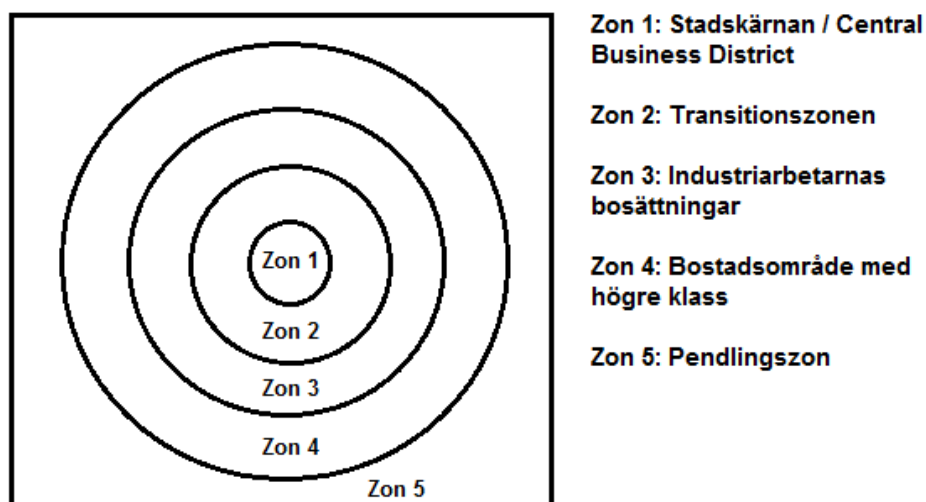 Zon 1
Zon 2
Zon 3
Zon 4
Zon 5
Zon 1: Stadskärnan / Central
Business District
Zon 2: Transitionszonen
Zon 3: Industriarbetarnas
bosättningar
Zon 4: Bostadsområde med
högre klass
Zon 5: Pendlingszon